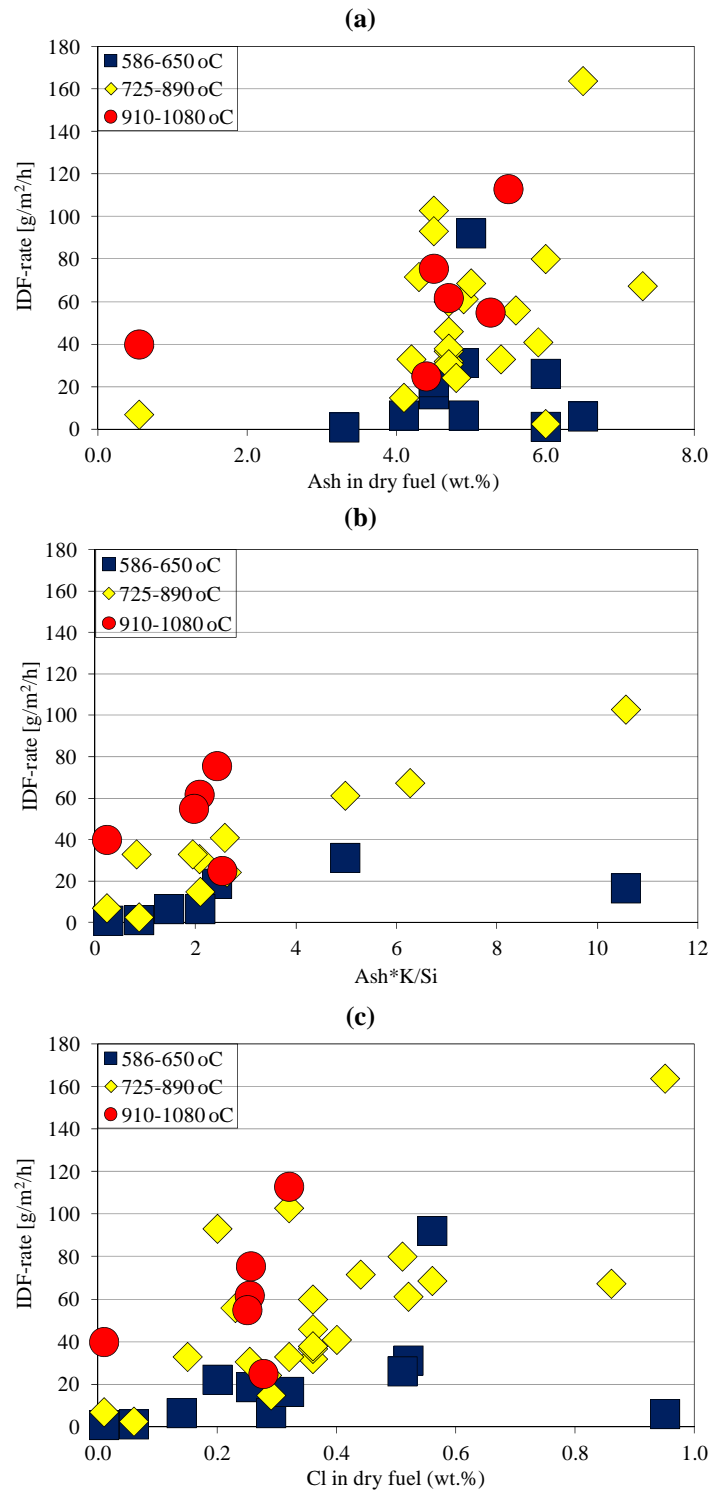 (a)
180
160
140
120
100
80
60
40
20
0
IDF-rate [g/m²/h]
586-650 oC
725-890 oC
910-1080 oC
0.0 2.0 4.0 6.0 8.0
Ash in dry fuel (wt.%)
(b)
180
160
140
120
100
80
60
40
20
0
IDF-rate [g/m²/h]
586-650 oC
725-890 oC
910-1080 oC
0 2 4 6 8 10 12
Ash*K/Si
(c)
180
160
140
120
100
80
60
40
20
0
IDF-rate [g/m²/h]
586-650 oC
725-890 oC
910-1080 oC
0.0 0.2 0.4 0.6 0.8 1.0
Cl in dry fuel (wt.%)